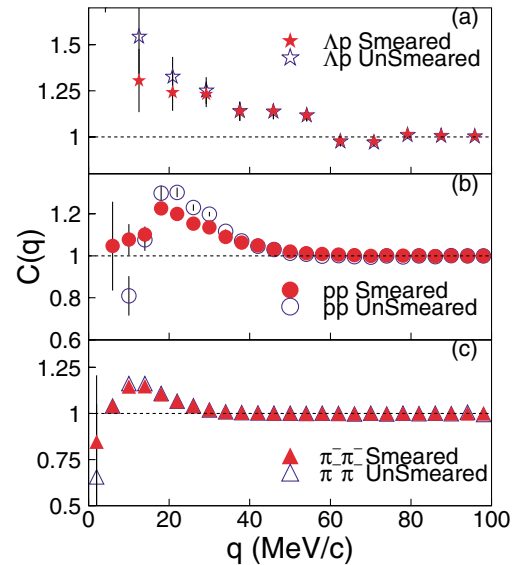 (a)
1.5
Λp Smeared
Λp UnSmeared
1.25
1
(b)
1.2
1
0.8
pp Smeared
pp UnSmeared
0.6
C(q)
(c)
1.25
1
0.75
π⁻π⁻ Smeared
π⁻π⁻ UnSmeared
0.5
0 20 40 60 80 100
q (MeV/c)